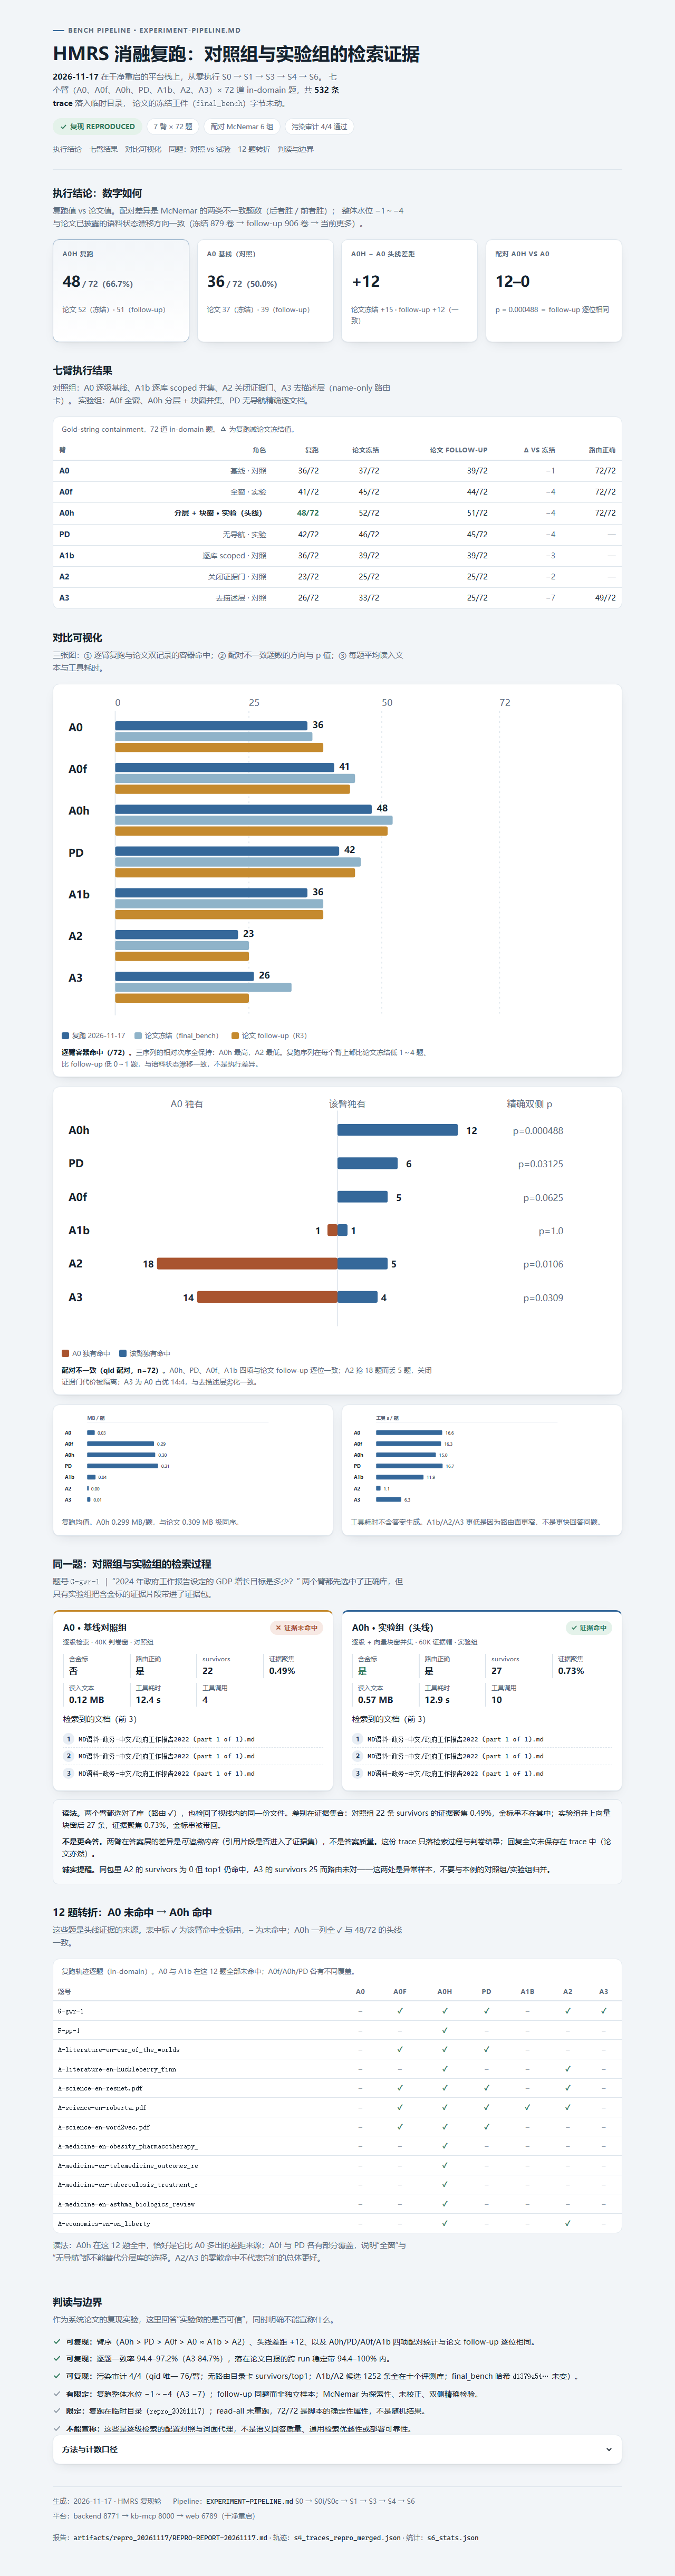 BENCH PIPELINE • EXPERIMENT-PIPELINE.MD
HMRS 消融复跑：对照组与实验组的检索证据
2026-11-17 在干净重启的平台栈上，从零执行 S0 → S1 → S3 → S4 → S6。 七
个臂（A0、A0f、A0h、PD、A1b、A2、A3）× 72 道 in-domain 题，共 532 条
trace 落入临时目录， 论文的冻结工件（final_bench）字节未动。
✓ 复现 REPRODUCED
7 臂 × 72 题
配对 McNemar 6 组
污染审计 4/4 通过
执行结论 七臂结果 对比可视化 同题：对照 vs 试验 12 题转折 判读与边界
执行结论：数字如何
复跑值 vs 论文值。配对差异是 McNemar 的两类不一致题数（后者胜 / 前者胜）； 整体水位 −1 ~ −4
与论文已披露的语料状态漂移方向一致（冻结 879 卷 → follow-up 906 卷 → 当前更多）。
A0H 复跑
48 / 72（66.7%）
论文 52（冻结）· 51（follow-up）
A0 基线（对照）
36 / 72（50.0%）
论文 37（冻结）· 39（follow-up）
A0H − A0 头线差距
+12
论文冻结 +15 · follow-up +12（一
致）
配对 A0H VS A0
12–0
p = 0.000488 = follow-up 逐位相同
七臂执行结果
对照组：A0 逐级基线、A1b 逐库 scoped 并集、A2 关闭证据门、A3 去描述层（name-only 路由
卡）。 实验组：A0f 全窗、A0h 分层 + 块窗并集、PD 无导航精确逐文档。
Gold-string containment，72 道 in-domain 题。Δ 为复跑减论文冻结值。
臂 角色 复跑 论文冻结 论文 FOLLOW-UP Δ VS 冻结 路由正确
A0 基线 · 对照 36/72 37/72 39/72 −1 72/72
A0f 全窗 · 实验 41/72 45/72 44/72 −4 72/72
A0h 分层 + 块窗 • 实验（头线） 48/72 52/72 51/72 −4 72/72
PD 无导航 · 实验 42/72 46/72 45/72 −4 —
A1b 逐库 scoped · 对照 36/72 39/72 39/72 −3 —
A2 关闭证据门 · 对照 23/72 25/72 25/72 −2 —
A3 去描述层 · 对照 26/72 33/72 25/72 −7 49/72
对比可视化
三张图：① 逐臂复跑与论文双记录的容器命中；② 配对不一致题数的方向与 p 值；③ 每题平均读入文
本与工具耗时。
0 25 50 72
A0 36
A0f 41
A0h 48
PD 42
A1b 36
A2 23
A3 26
复跑 2026-11-17 论文冻结（final_bench） 论文 follow-up（R3）
逐臂容器命中（/72）。三序列的相对次序全保持：A0h 最高，A2 最低。复跑序列在每个臂上都比论文冻结低 1 ~ 4 题，
比 follow-up 低 0 ~ 1 题，与语料状态漂移一致，不是执行差异。
A0 独有 该臂独有 精确双侧 p
A0h 12 p=0.000488
PD 6 p=0.03125
A0f 5 p=0.0625
A1b 1 1 p=1.0
A2 18 5 p=0.0106
A3 14 4 p=0.0309
A0 独有命中 该臂独有命中
配对不一致（qid 配对，n=72）。A0h、PD、A0f、A1b 四项与论文 follow-up 逐位一致；A2 抢 18 题而丢 5 题，关闭
证据门代价被隔离；A3 为 A0 占优 14:4，与去描述层劣化一致。
MB / 题
A0 0.03
A0f 0.29
A0h 0.30
PD 0.31
A1b 0.04
A2 0.00
A3 0.01
复跑均值。A0h 0.299 MB/题，与论文 0.309 MB 级同序。
工具 s / 题
A0 16.6
A0f 16.3
A0h 15.0
PD 16.7
A1b 11.9
A2 1.1
A3 6.3
工具耗时不含答案生成。A1b/A2/A3 更低是因为路由面更窄，不是更快回答问题。
同一题：对照组与实验组的检索过程
题号 G-gwr-1 | “2024 年政府工作报告设定的 GDP 增长目标是多少？” 两个臂都先选中了正确库，但
只有实验组把含金标的证据片段带进了证据包。
A0 • 基线对照组
✕ 证据未命中
逐级检索 · 40K 判卷窗 · 对照组
含金标 路由正确 survivors 证据聚焦
否 是 22 0.49%
读入文本 工具耗时 工具调用
0.12 MB 12.4 s 4
检索到的文档（前 3）
1 MD语料-政务-中文/政府工作报告2022 (part 1 of 1).md
2 MD语料-政务-中文/政府工作报告2022 (part 1 of 1).md
3 MD语料-政务-中文/政府工作报告2022 (part 1 of 1).md
A0h • 实验组（头线）
✓ 证据命中
逐级 + 向量块窗并集 · 60K 证据帽 · 实验组
含金标 路由正确 survivors 证据聚焦
是 是 27 0.73%
读入文本 工具耗时 工具调用
0.57 MB 12.9 s 10
检索到的文档（前 3）
1 MD语料-政务-中文/政府工作报告2022 (part 1 of 1).md
2 MD语料-政务-中文/政府工作报告2022 (part 1 of 1).md
3 MD语料-政务-中文/政府工作报告2022 (part 1 of 1).md
读法。两个臂都选对了库（路由 ✓），也检回了视线内的同一份文件。差别在证据集合：对照组 22 条 survivors 的证据聚焦 0.49%，金标串不在其中；实验组并上向量
块窗后 27 条，证据聚焦 0.73%，金标串被带回。
不是更会答。两臂在答案层的差异是可追溯内容（引用片段是否进入了证据集），不是答案质量。这份 trace 只落检索过程与判卷结果；回复全文未保存在 trace 中（论
文亦然）。
诚实提醒。同包里 A2 的 survivors 为 0 但 top1 仍命中，A3 的 survivors 25 而路由未对——这两处是异常样本，不要与本例的对照组/实验组归并。
12 题转折：A0 未命中 → A0h 命中
这些题是头线证据的来源。表中标 ✓ 为该臂命中金标串，– 为未命中；A0h 一列全 ✓ 与 48/72 的头线
一致。
复跑轨迹逐题（in-domain）。A0 与 A1b 在这 12 题全部未命中；A0f/A0h/PD 各有不同覆盖。
题号 A0 A0F A0H PD A1B A2 A3
G-gwr-1 – ✓ ✓ ✓ – ✓ ✓
F-pp-1 – – ✓ – – – –
A-literature-en-war_of_the_worlds – ✓ ✓ ✓ – – –
A-literature-en-huckleberry_finn – – ✓ – – ✓ –
A-science-en-resnet.pdf – ✓ ✓ ✓ – ✓ –
A-science-en-roberta.pdf – ✓ ✓ ✓ ✓ ✓ –
A-science-en-word2vec.pdf – ✓ ✓ ✓ – – –
A-medicine-en-obesity_pharmacotherapy_ – – ✓ – – – –
A-medicine-en-telemedicine_outcomes_re – – ✓ – – – –
A-medicine-en-tuberculosis_treatment_r – – ✓ – – – –
A-medicine-en-asthma_biologics_review – – ✓ – – – –
A-economics-en-on_liberty – – ✓ – – ✓ –
读法：A0h 在这 12 题全中，恰好是它比 A0 多出的差距来源；A0f 与 PD 各有部分覆盖，说明“全窗”与
“无导航”都不能替代分层库的选择。A2/A3 的零散命中不代表它们的总体更好。
判读与边界
作为系统论文的复现实验，这里回答“实验做的是否可信”，同时明确不能宣称什么。
✓ 可复现：臂序（A0h > PD > A0f > A0 ≈ A1b > A2）、头线差距 +12、以及 A0h/PD/A0f/A1b 四项配对统计与论文 follow-up 逐位相同。
✓ 可复现：逐题一致率 94.4–97.2%（A3 84.7%），落在论文自报的跨 run 稳定带 94.4–100% 内。
✓ 可复现：污染审计 4/4（qid 唯一 76/臂；无路由目录卡 survivors/top1；A1b/A2 候选 1252 条全在十个评测库；final_bench 哈希 d1379a54… 未变）。
✓ 有限定：复跑整体水位 −1 ~ −4（A3 −7）；follow-up 同题而非独立样本；McNemar 为探索性、未校正、双侧精确检验。
✓ 限定：复跑在临时目录（repro_20261117）；read-all 未重跑，72/72 是脚本的确定性属性，不是随机结果。
✓ 不能宣称：这些是逐级检索的配置对照与词面代理，不是语义回答质量、通用检索优越性或部署可靠性。
方法与计数口径
生成：2026-11-17 · HMRS 复现轮 Pipeline：EXPERIMENT-PIPELINE.md S0 → S0i/S0c → S1 → S3 → S4 → S6
平台：backend 8771 → kb-mcp 8000 → web 6789（干净重启）
报告：artifacts/repro_20261117/REPRO-REPORT-20261117.md · 轨迹：s4_traces_repro_merged.json · 统计：s6_stats.json